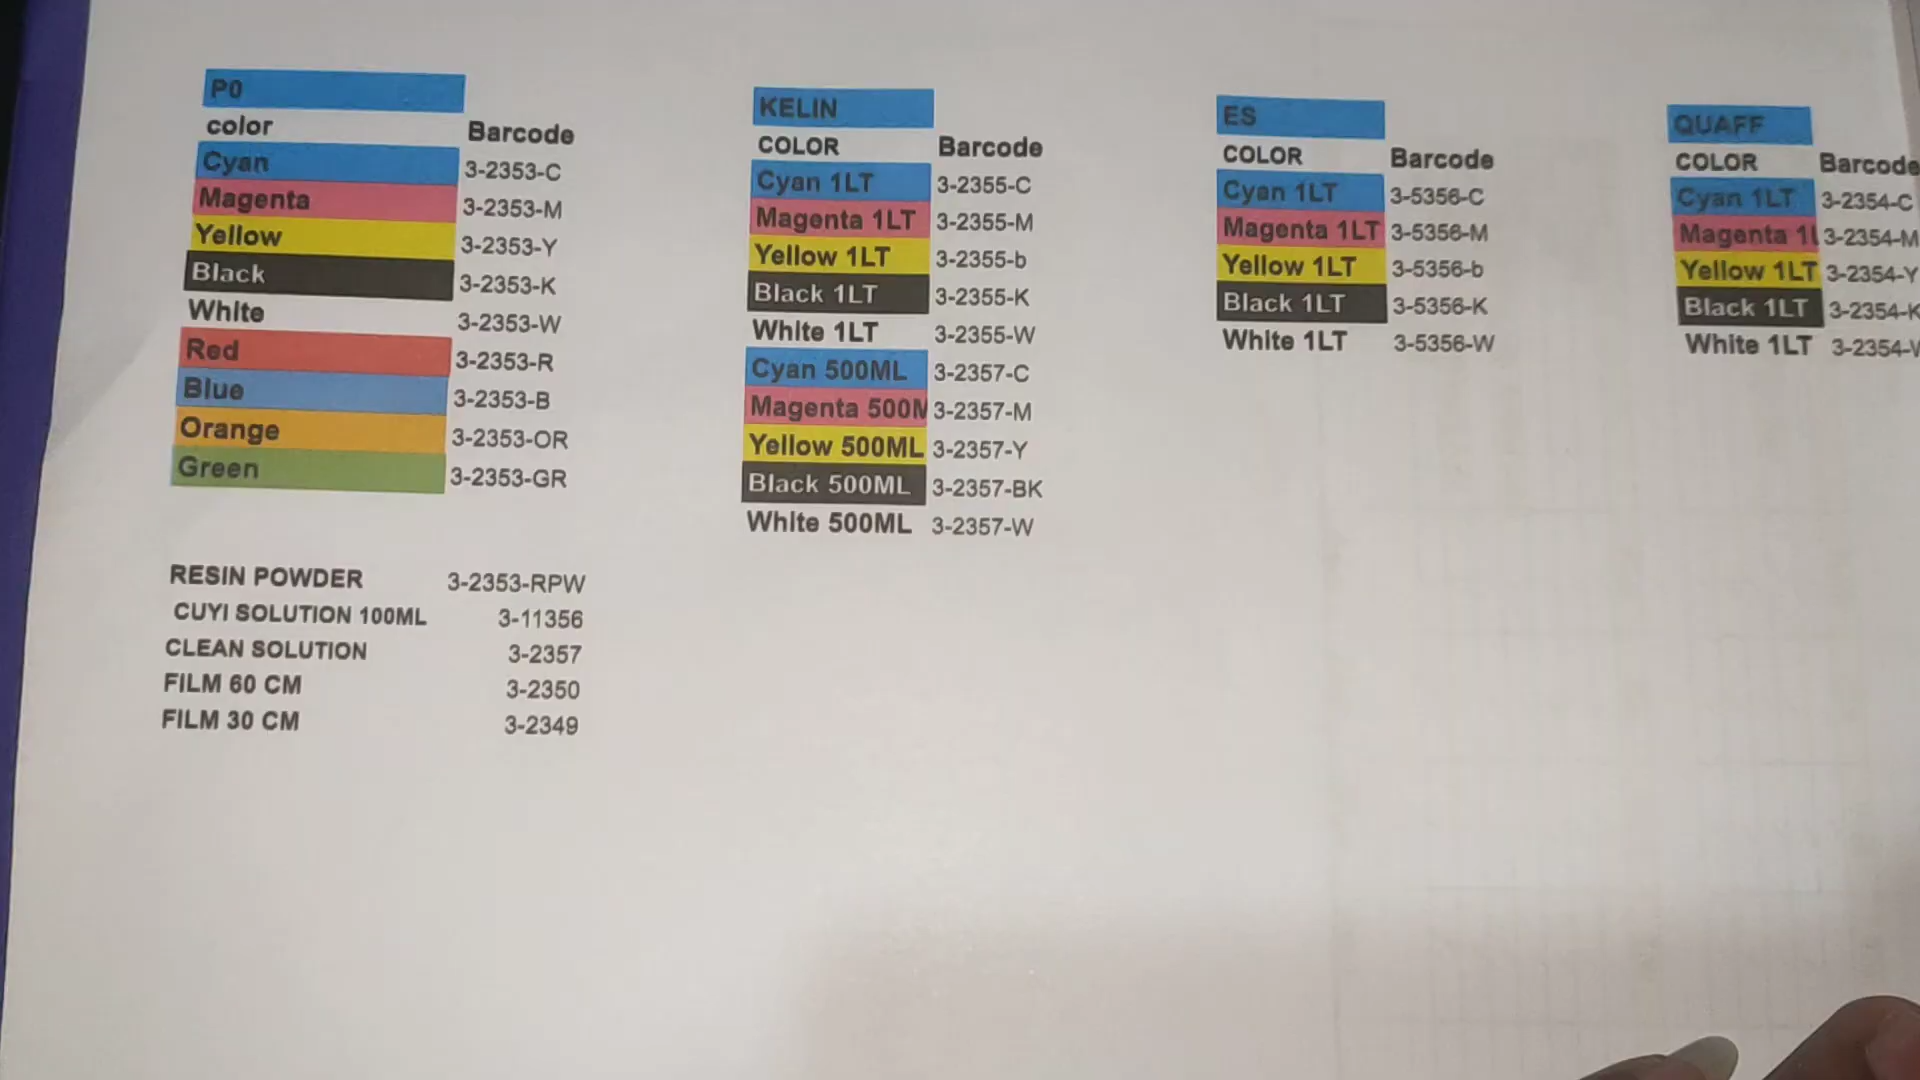 P0
color Barcode
Cyan 3-2353-C
Magenta 3-2353-M
Yellow 3-2353-Y
Black 3-2353-K
White 3-2353-W
Red 3-2353-R
Blue 3-2353-B
Orange 3-2353-OR
Green 3-2353-GR
RESIN POWDER 3-2353-RPW
CUYI SOLUTION 100ML 3-11356
CLEAN SOLUTION 3-2357
FILM 60 CM 3-2350
FILM 30 CM 3-2349
KELIN
COLOR Barcode
Cyan 1LT 3-2355-C
Magenta 1LT 3-2355-M
Yellow 1LT 3-2355-b
Black 1LT 3-2355-K
White 1LT 3-2355-W
Cyan 500ML 3-2357-C
Magenta 500M 3-2357-M
Yellow 500ML 3-2357-Y
Black 500ML 3-2357-BK
White 500ML 3-2357-W
ES
COLOR Barcode
Cyan 1LT 3-5356-C
Magenta 1LT 3-5356-M
Yellow 1LT 3-5356-b
Black 1LT 3-5356-K
White 1LT 3-5356-W
QUAFF
COLOR Barcode
Cyan 1LT 3-2354-C
Magenta 1 3-2354-M
Yellow 1LT 3-2354-Y
Black 1LT 3-2354-K
White 1LT 3-2354-